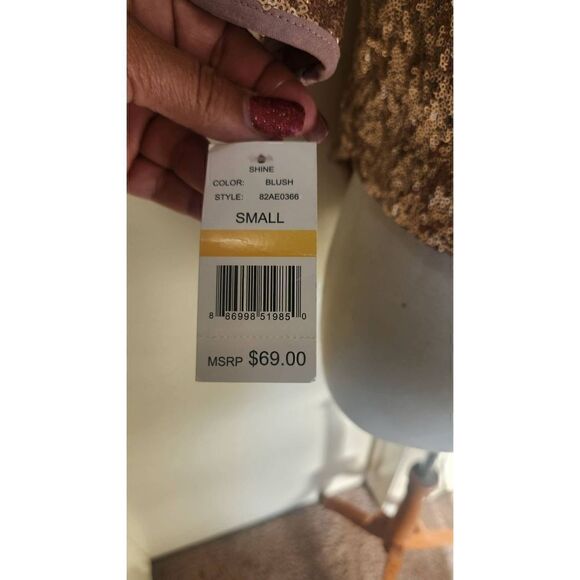 SHINE
COLOR: BLUSH
STYLE: 82AE0366
SMALL
8 86998 51985 0
MSRP $69.00